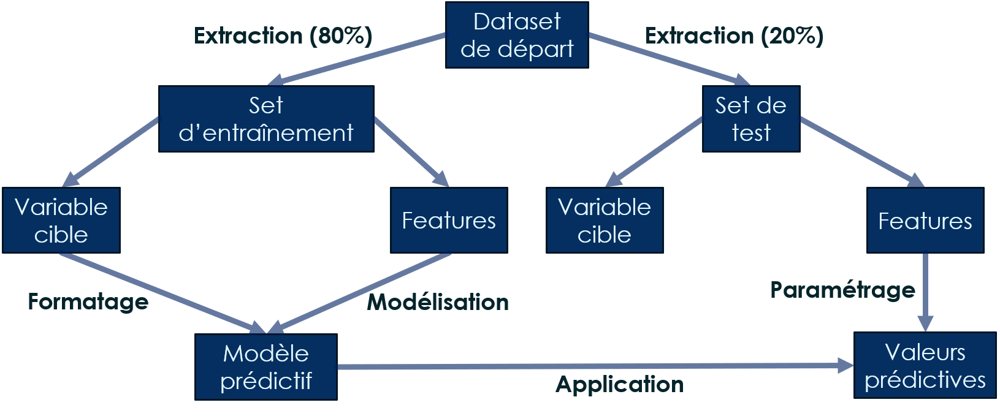 Dataset
de départ
Extraction (80%)
Extraction (20%)
Set
d'entraînement
Set de
test
Variable
cible
Features
Variable
cible
Features
Formatage
Modélisation
Paramétrage
Modèle
prédictif
Application
Valeurs
prédictives